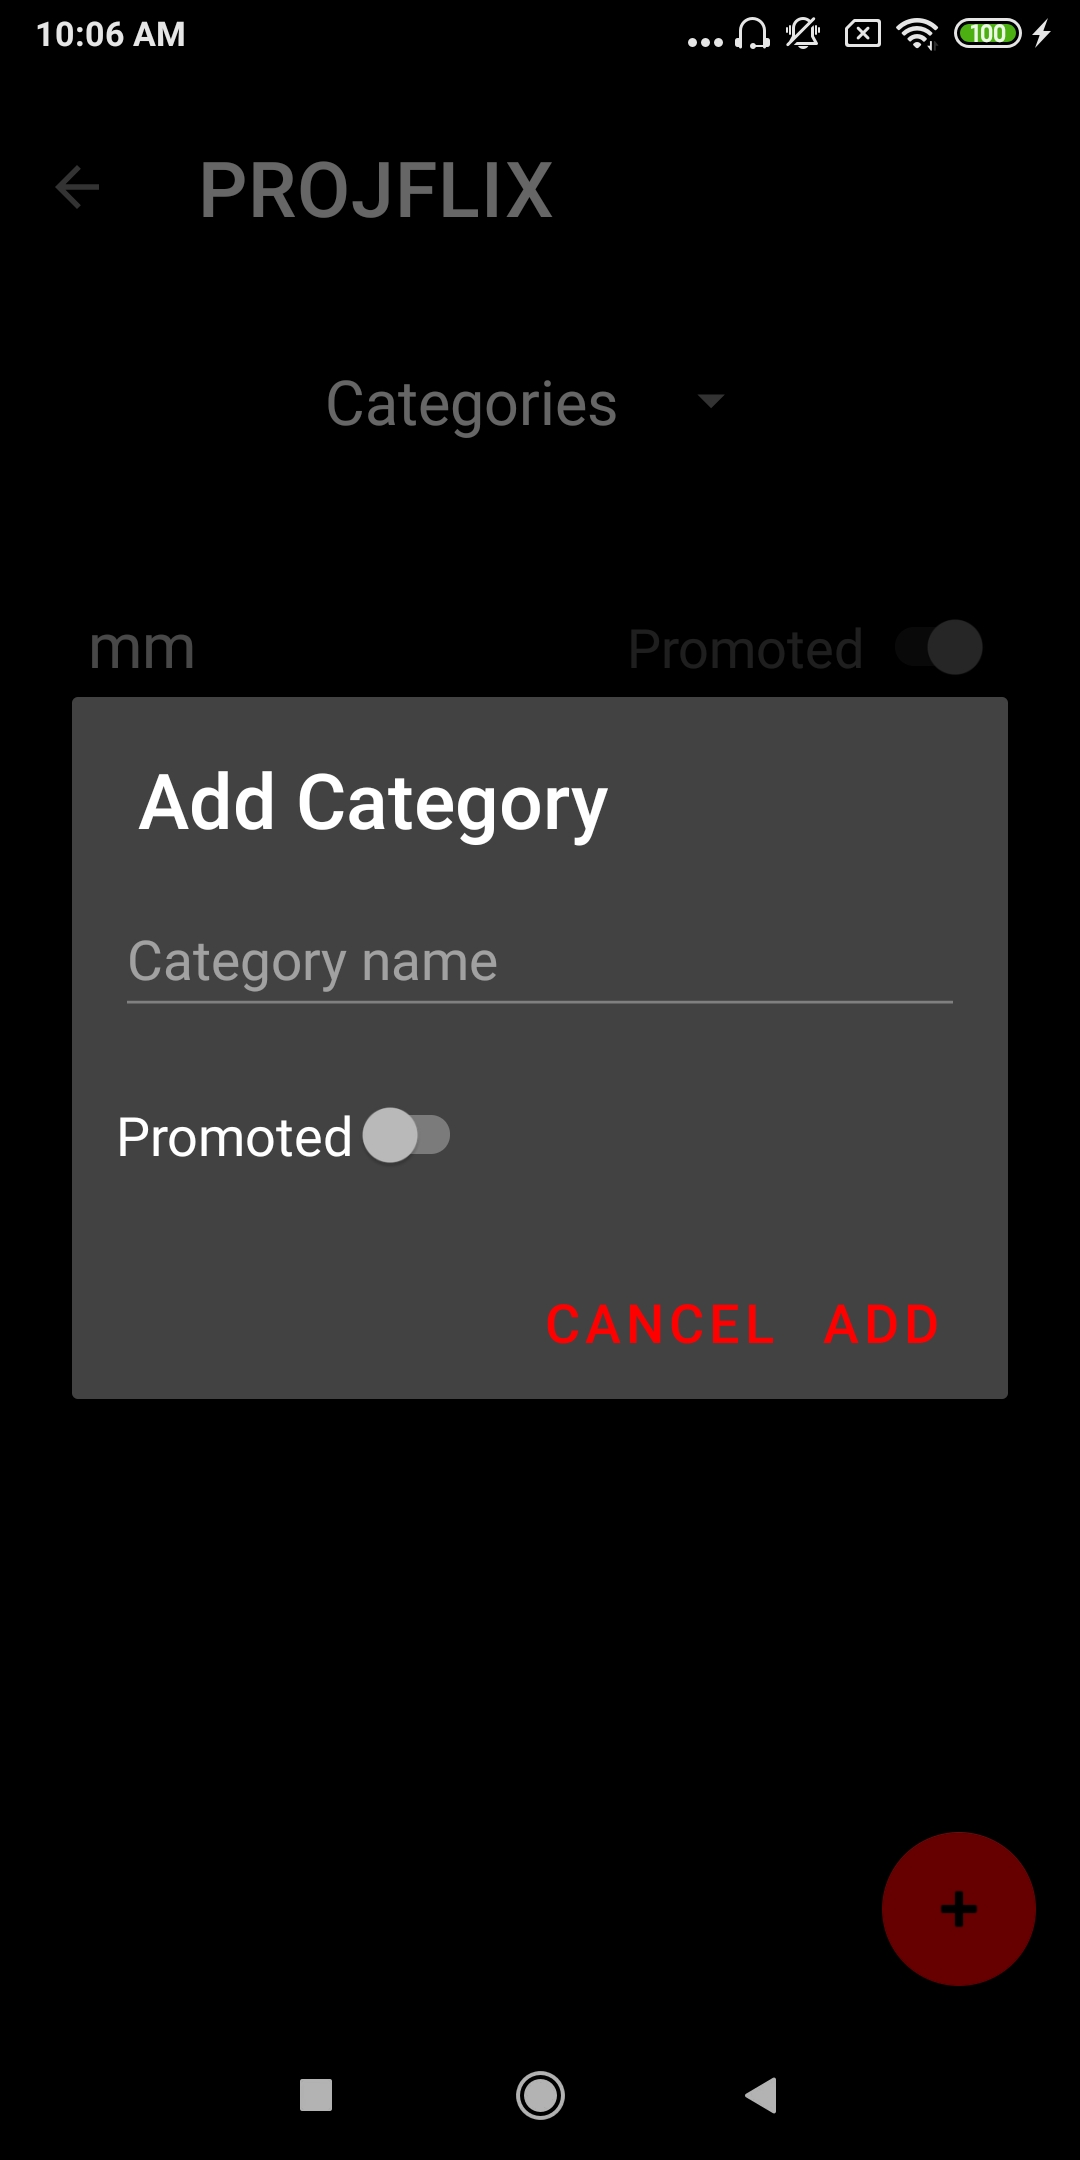 10:06 AM
100
PROJFLIX
Categories
mm Promoted
Add Category
Category name
Promoted
CANCEL ADD